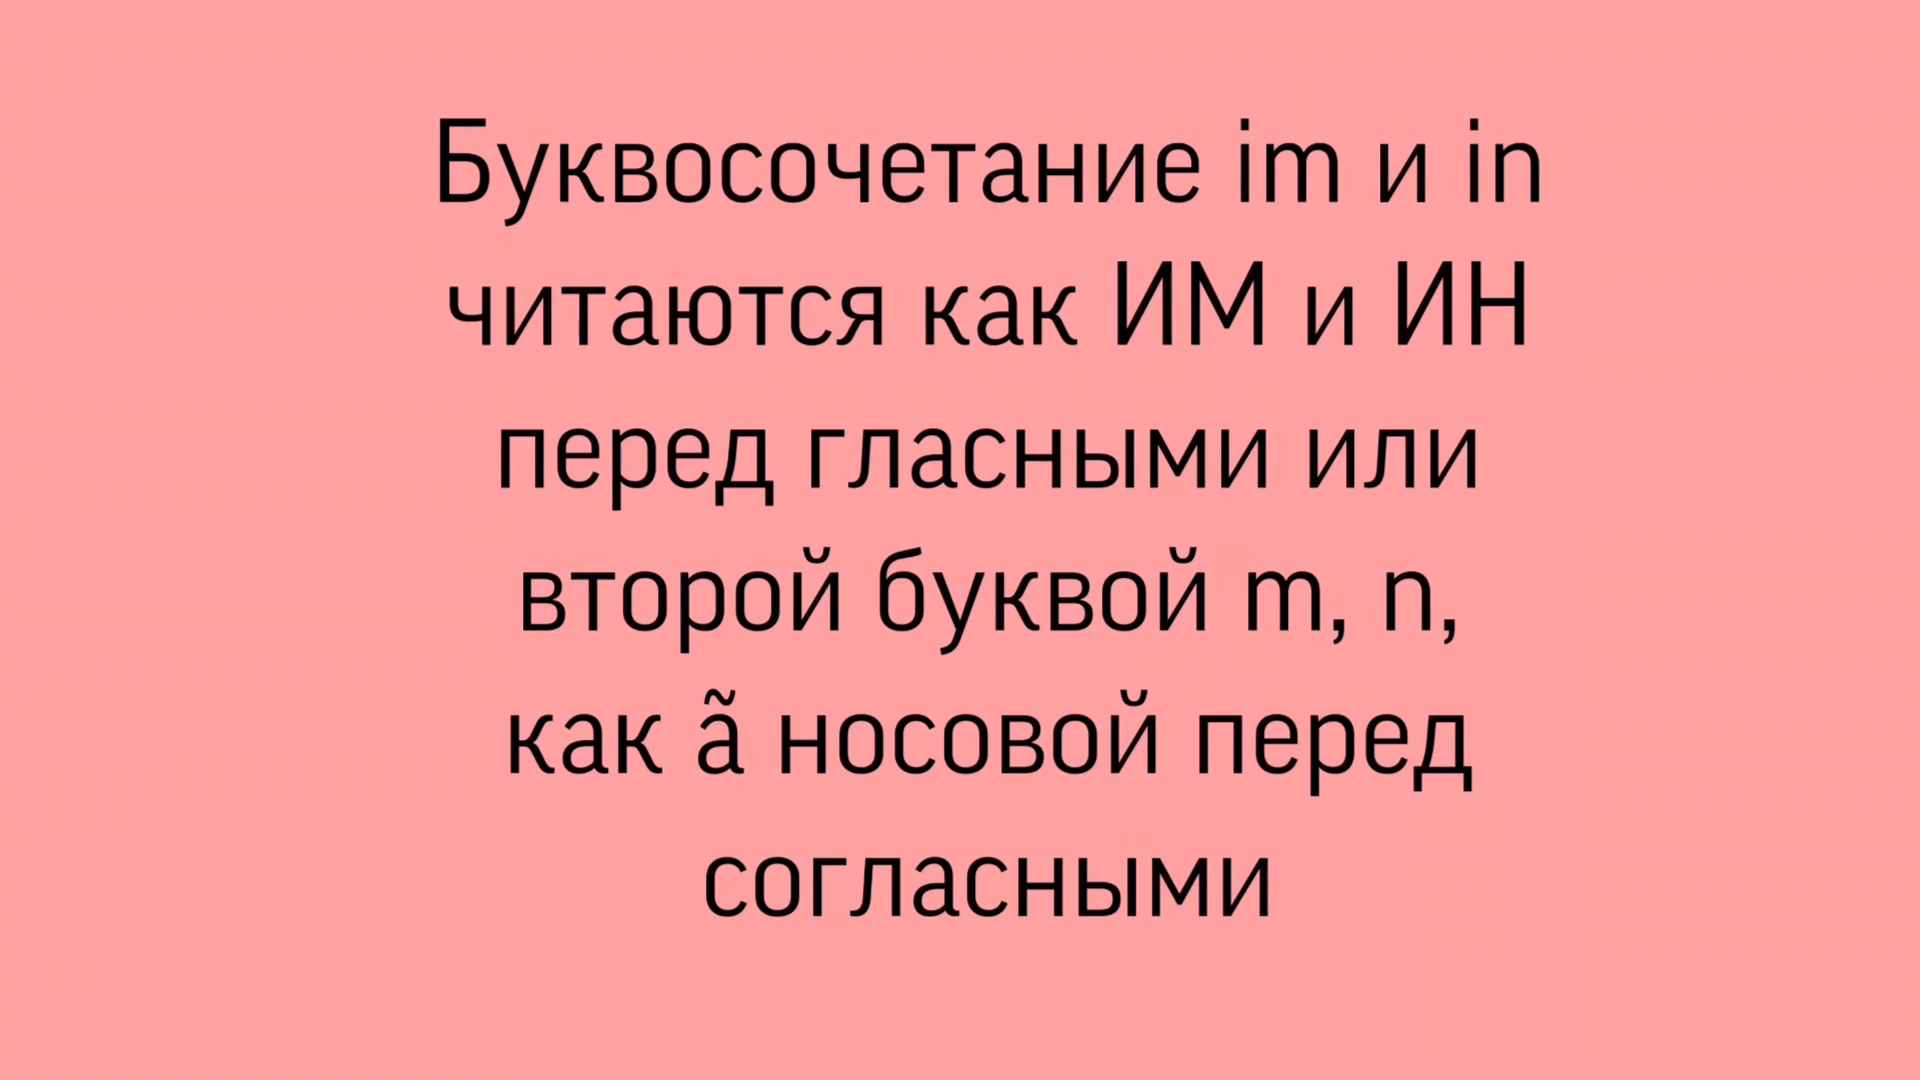 Буквосочетание im и in
читаются как ИМ и ИН
перед гласными или
второй буквой m, n,
как ã носовой перед
согласными